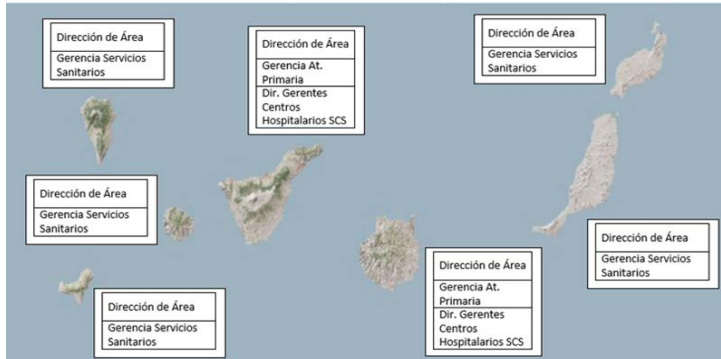 Dirección de Área
Gerencia Servicios
Sanitarios
Dirección de Área
Gerencia At.
Primaria
Dir. Gerentes
Centros
Hospitalarios SCS
Dirección de Área
Gerencia Servicios
Sanitarios
Dirección de Área
Gerencia Servicios
Sanitarios
Dirección de Área
Gerencia Servicios
Sanitarios
Dirección de Área
Gerencia At.
Primaria
Dir. Gerentes
Centros
Hospitalarios SCS
Dirección de Área
Gerencia Servicios
Sanitarios